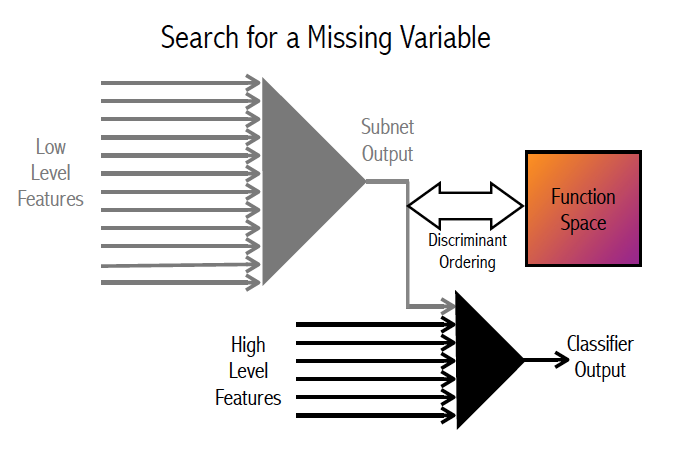 Search for a Missing Variable
Low
Level
Features
Subnet
Output
Function
Space
Discriminant
Ordering
High
Level
Features
Classifier
Output